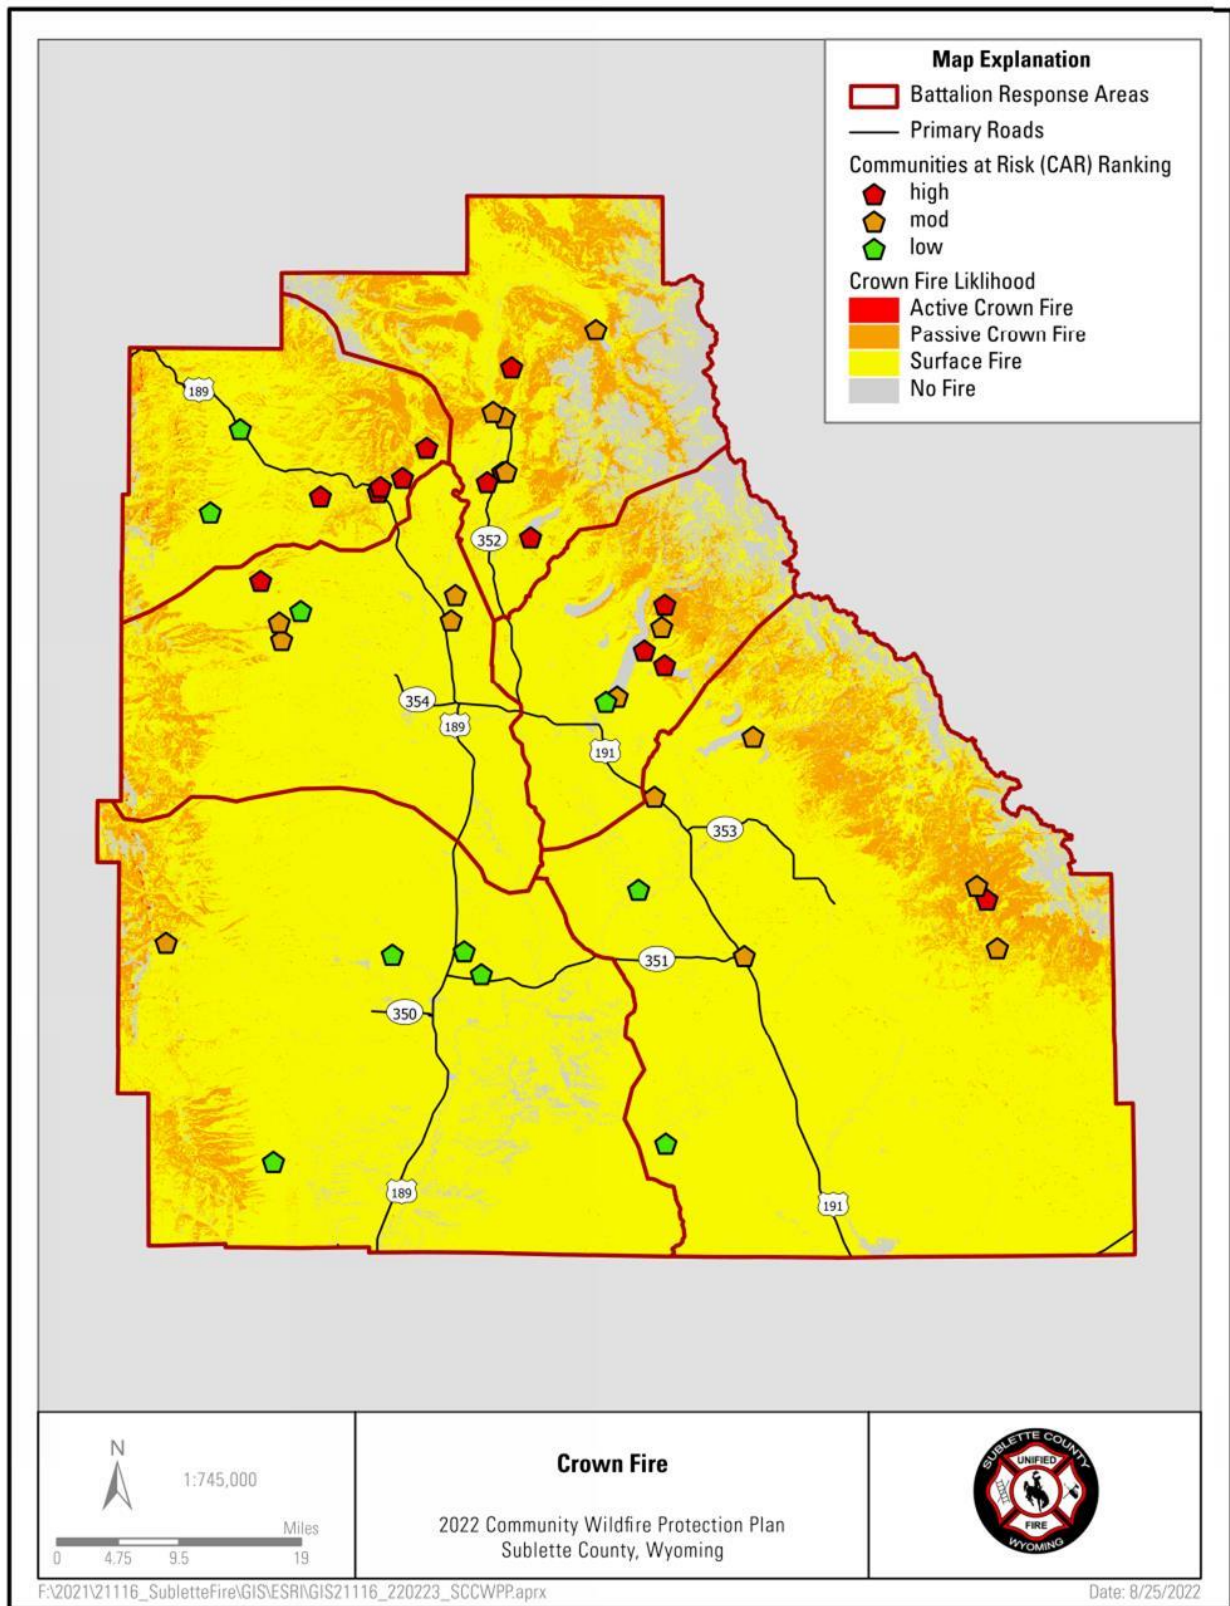 Map Explanation
Battalion Response Areas
Primary Roads
Communities at Risk (CAR) Ranking
high
mod
low
Crown Fire Liklihood
Active Crown Fire
Passive Crown Fire
Surface Fire
No Fire
189
352
354
189
191
353
351
350
189
191
N
1:745,000
Miles
0 4.75 9.5 19
Crown Fire
2022 Community Wildfire Protection Plan
Sublette County, Wyoming
SUBLETTE COUNTY
UNIFIED
FIRE
WYOMING
F:\2021\21116_SubletteFire\GIS\ESRI\GIS21116_220223_SCCWPP.aprx
Date: 8/25/2022